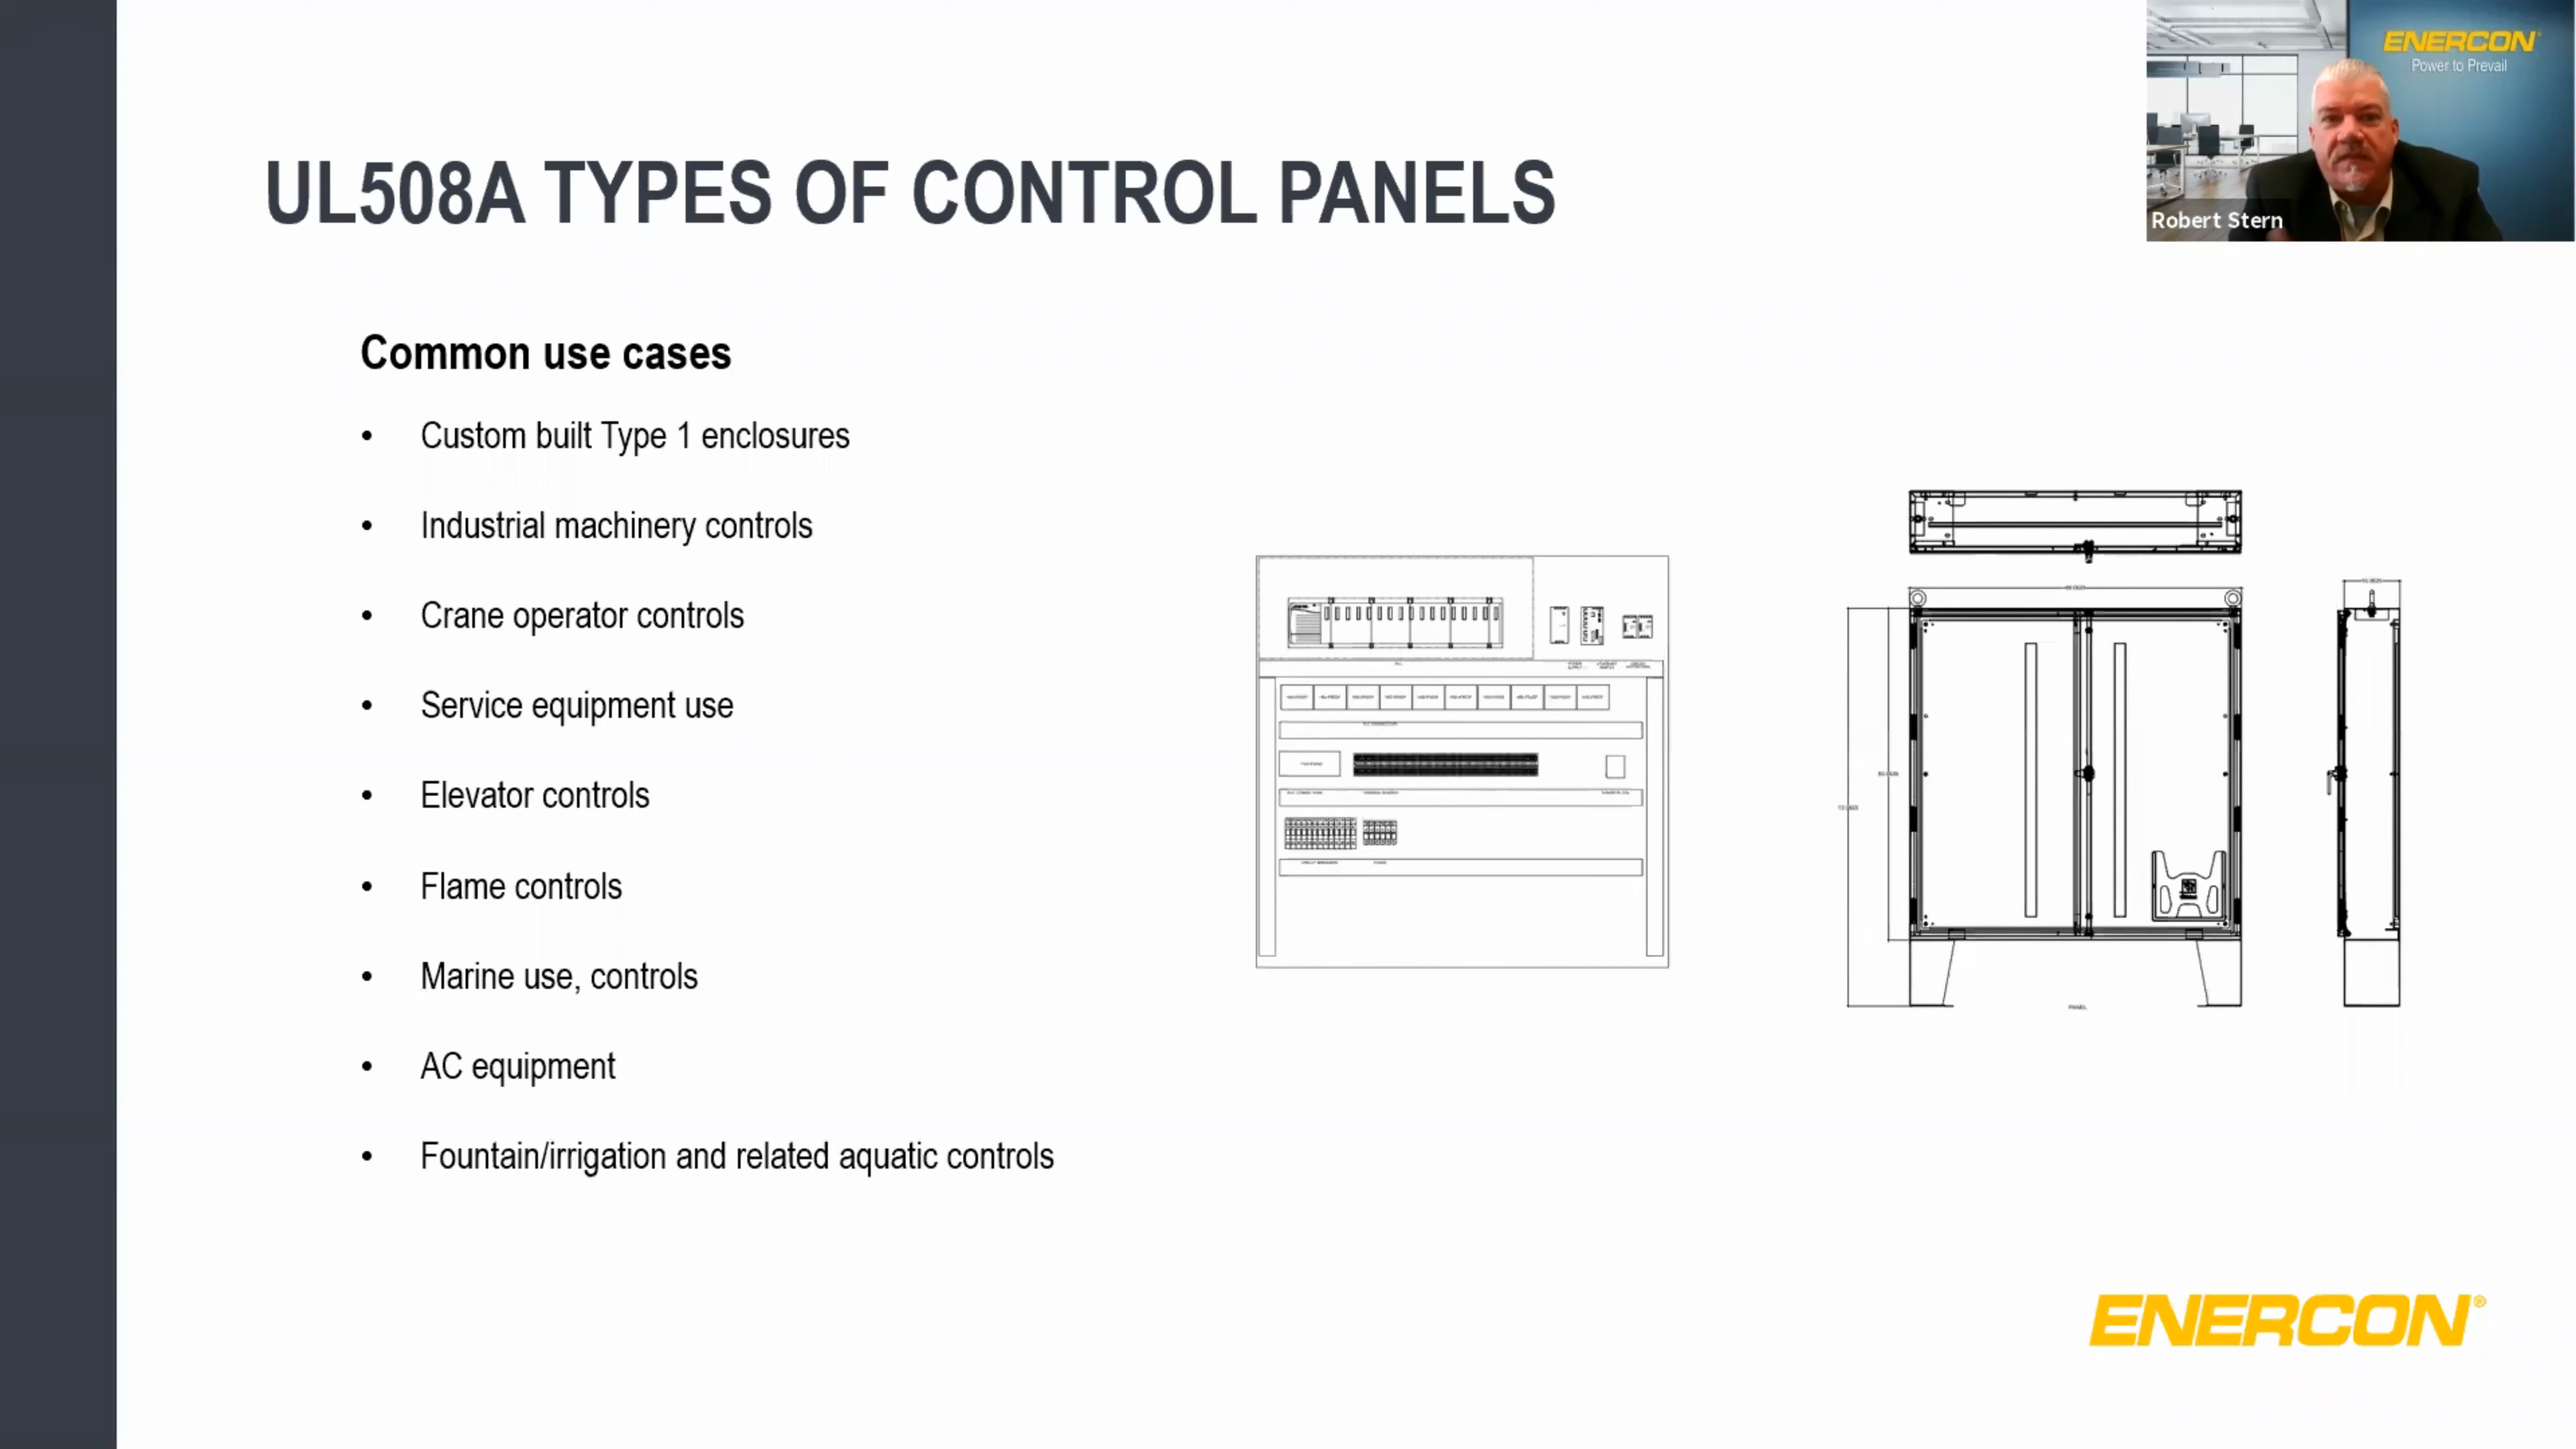 ENERCON®
Power to Prevail
Robert Stern
UL508A TYPES OF CONTROL PANELS
Common use cases
• Custom built Type 1 enclosures
• Industrial machinery controls
• Crane operator controls
• Service equipment use
• Elevator controls
• Flame controls
• Marine use, controls
• AC equipment
• Fountain/irrigation and related aquatic controls
PANEL
ENERCON®